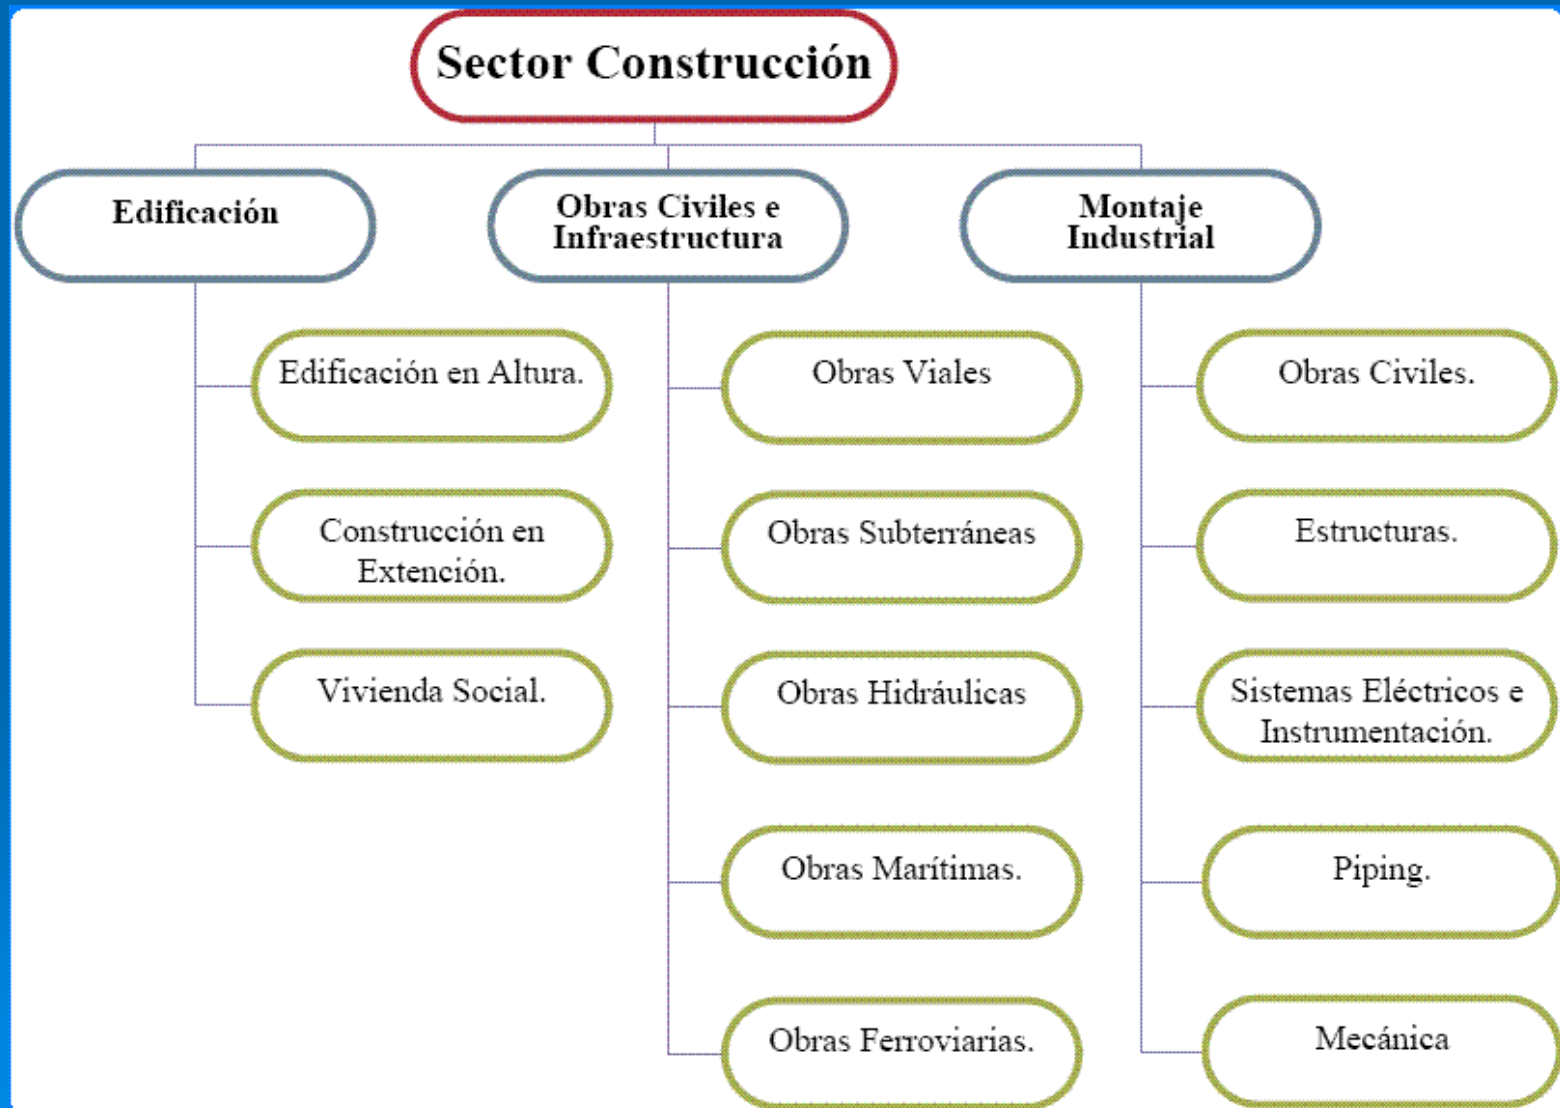 Sector Construcción
Edificación
Obras Civiles e
Infraestructura
Montaje
Industrial
Edificación en Altura.
Construcción en
Extención.
Vivienda Social.
Obras Viales
Obras Subterráneas
Obras Hidráulicas
Obras Marítimas.
Obras Ferroviarias.
Obras Civiles.
Estructuras.
Sistemas Eléctricos e
Instrumentación.
Piping.
Mecánica